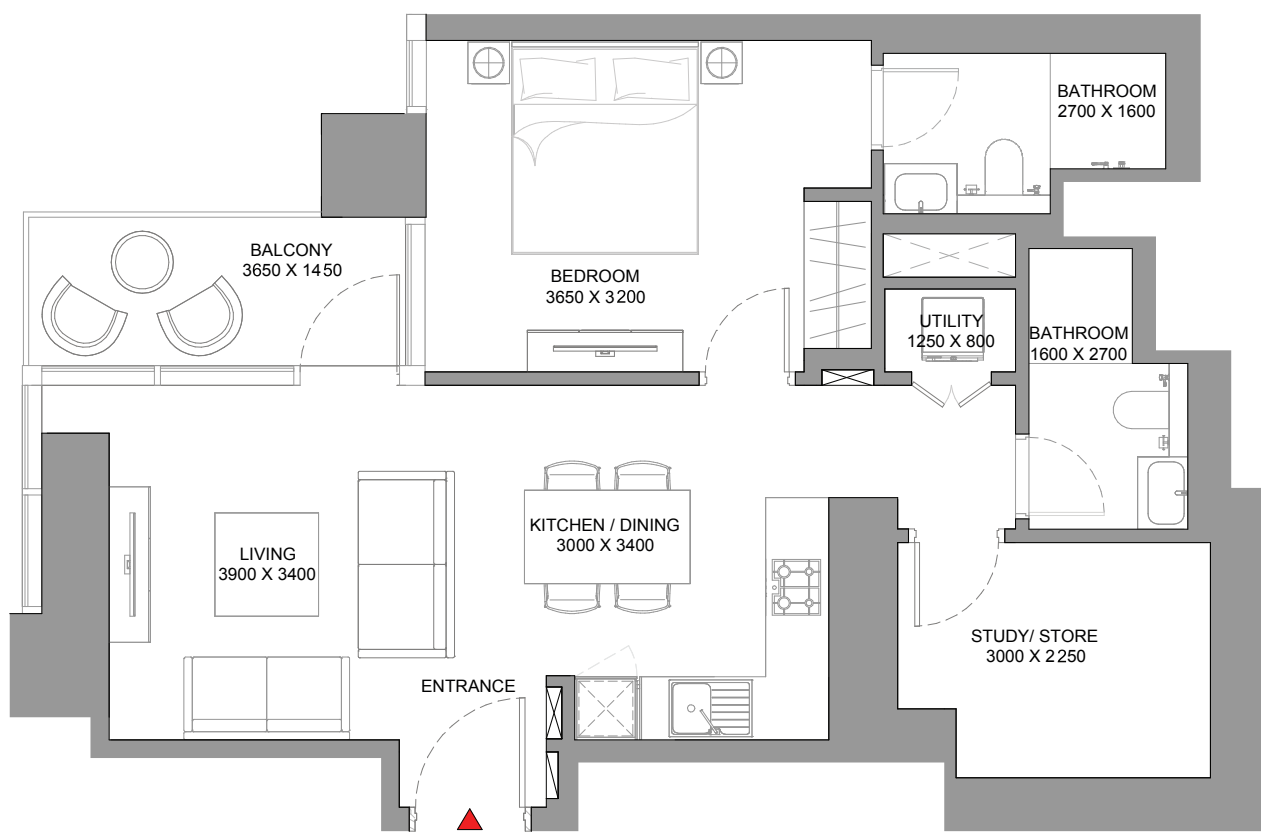 BATHROOM
2700 X 1600
BALCONY
3650 X 1450
BEDROOM
3650 X 3200
UTILITY
1250 X 800
BATHROOM
1600 X 2700
KITCHEN / DINING
3000 X 3400
LIVING
3900 X 3400
STUDY/ STORE
3000 X 2250
ENTRANCE